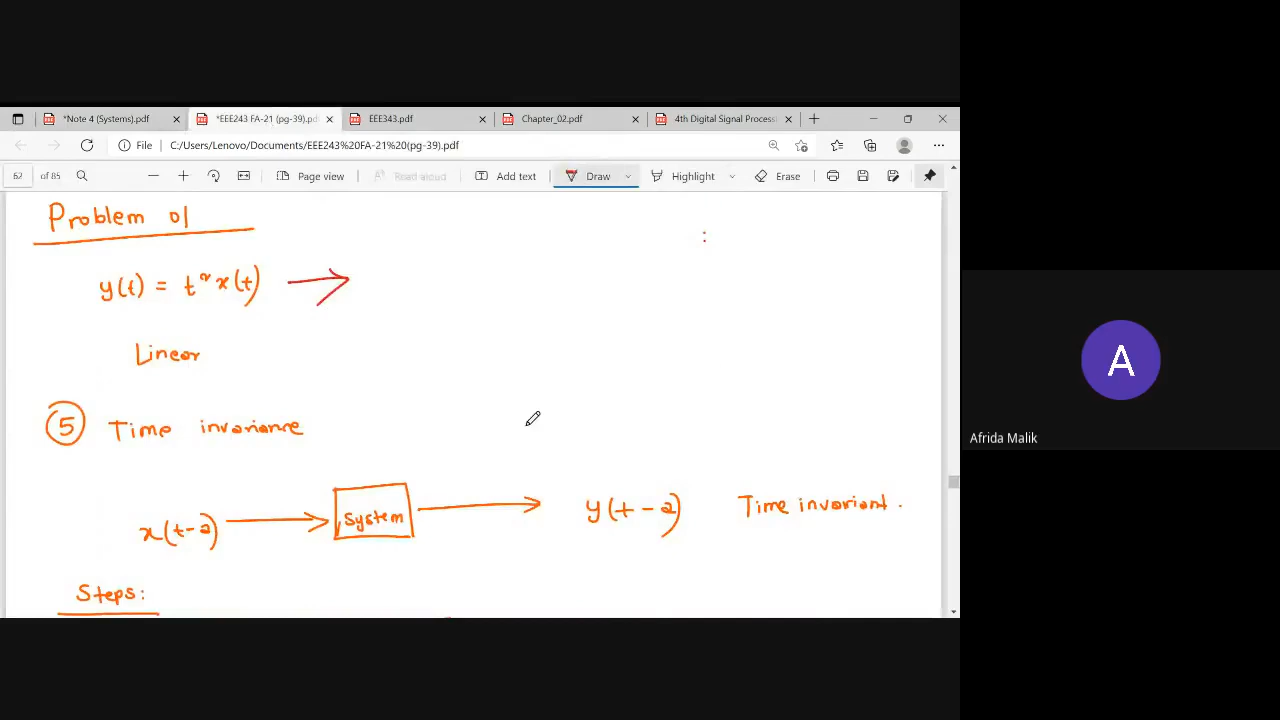 *Note 4 (Systems).pdf
*EEE243 FA-21 (pg-39).pdf
EEE343.pdf
Chapter_02.pdf
4th Digital Signal Processi
File
C:/Users/Lenovo/Documents/EEE243%20FA-21%20(pg-39).pdf
62 of 85
Page view
Read aloud
Add text
Draw
Highlight
Erase
Problem 01
:
y(t) = t² x(t) →
Linear
A
5 Time invariance
Afrida Malik
x(t-2) → System → y(t-2) Time invariant.
Steps: